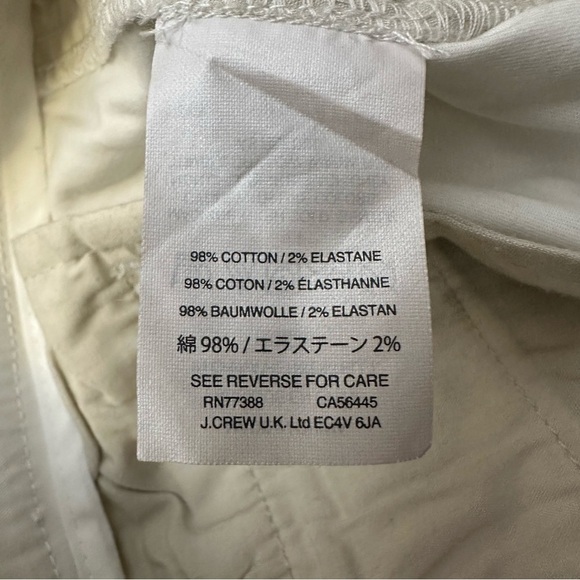 98% COTTON / 2% ELASTANE
98% COTON / 2% ÉLASTHANNE
98% BAUMWOLLE / 2% ELASTAN
綿 98% / エラステーン 2%
SEE REVERSE FOR CARE
RN77388 CA56445
J.CREW U.K. Ltd EC4V 6JA